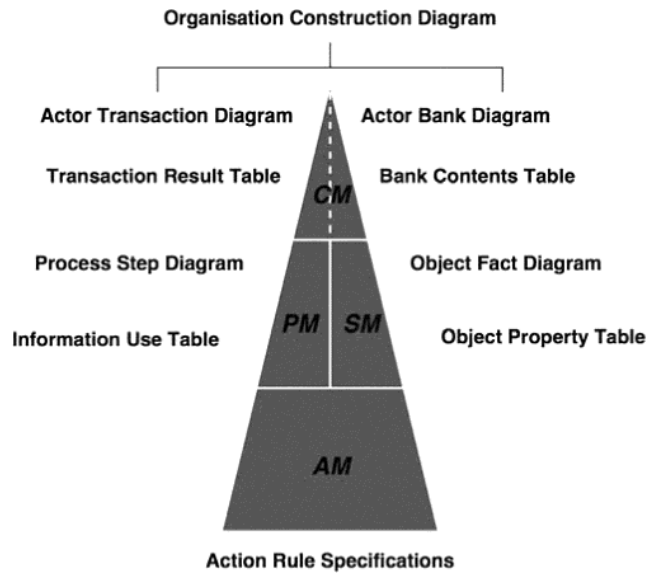 Organisation Construction Diagram
Actor Transaction Diagram
Actor Bank Diagram
Transaction Result Table
Bank Contents Table
CM
Process Step Diagram
Object Fact Diagram
PM
SM
Information Use Table
Object Property Table
AM
Action Rule Specifications